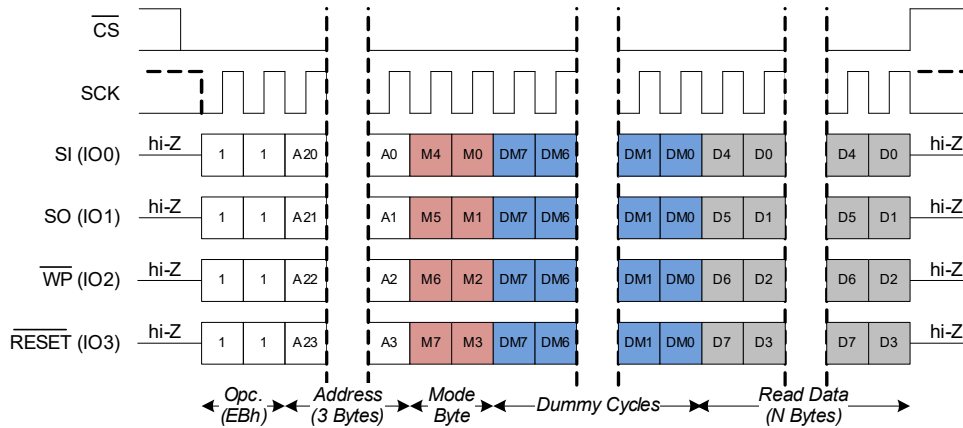 CS
SCK
SI (IO0) hi-Z 1 1 A20 A0 M4 M0 DM7 DM6 DM1 DM0 D4 D0 D4 D0 hi-Z
SO (IO1) hi-Z 1 1 A21 A1 M5 M1 DM7 DM6 DM1 DM0 D5 D1 D5 D1 hi-Z
WP (IO2) hi-Z 1 1 A22 A2 M6 M2 DM7 DM6 DM1 DM0 D6 D2 D6 D2 hi-Z
RESET (IO3) hi-Z 1 1 A23 A3 M7 M3 DM7 DM6 DM1 DM0 D7 D3 D7 D3 hi-Z
Opc. Address Mode Dummy Cycles Read Data
(EBh) (3 Bytes) Byte (N Bytes)